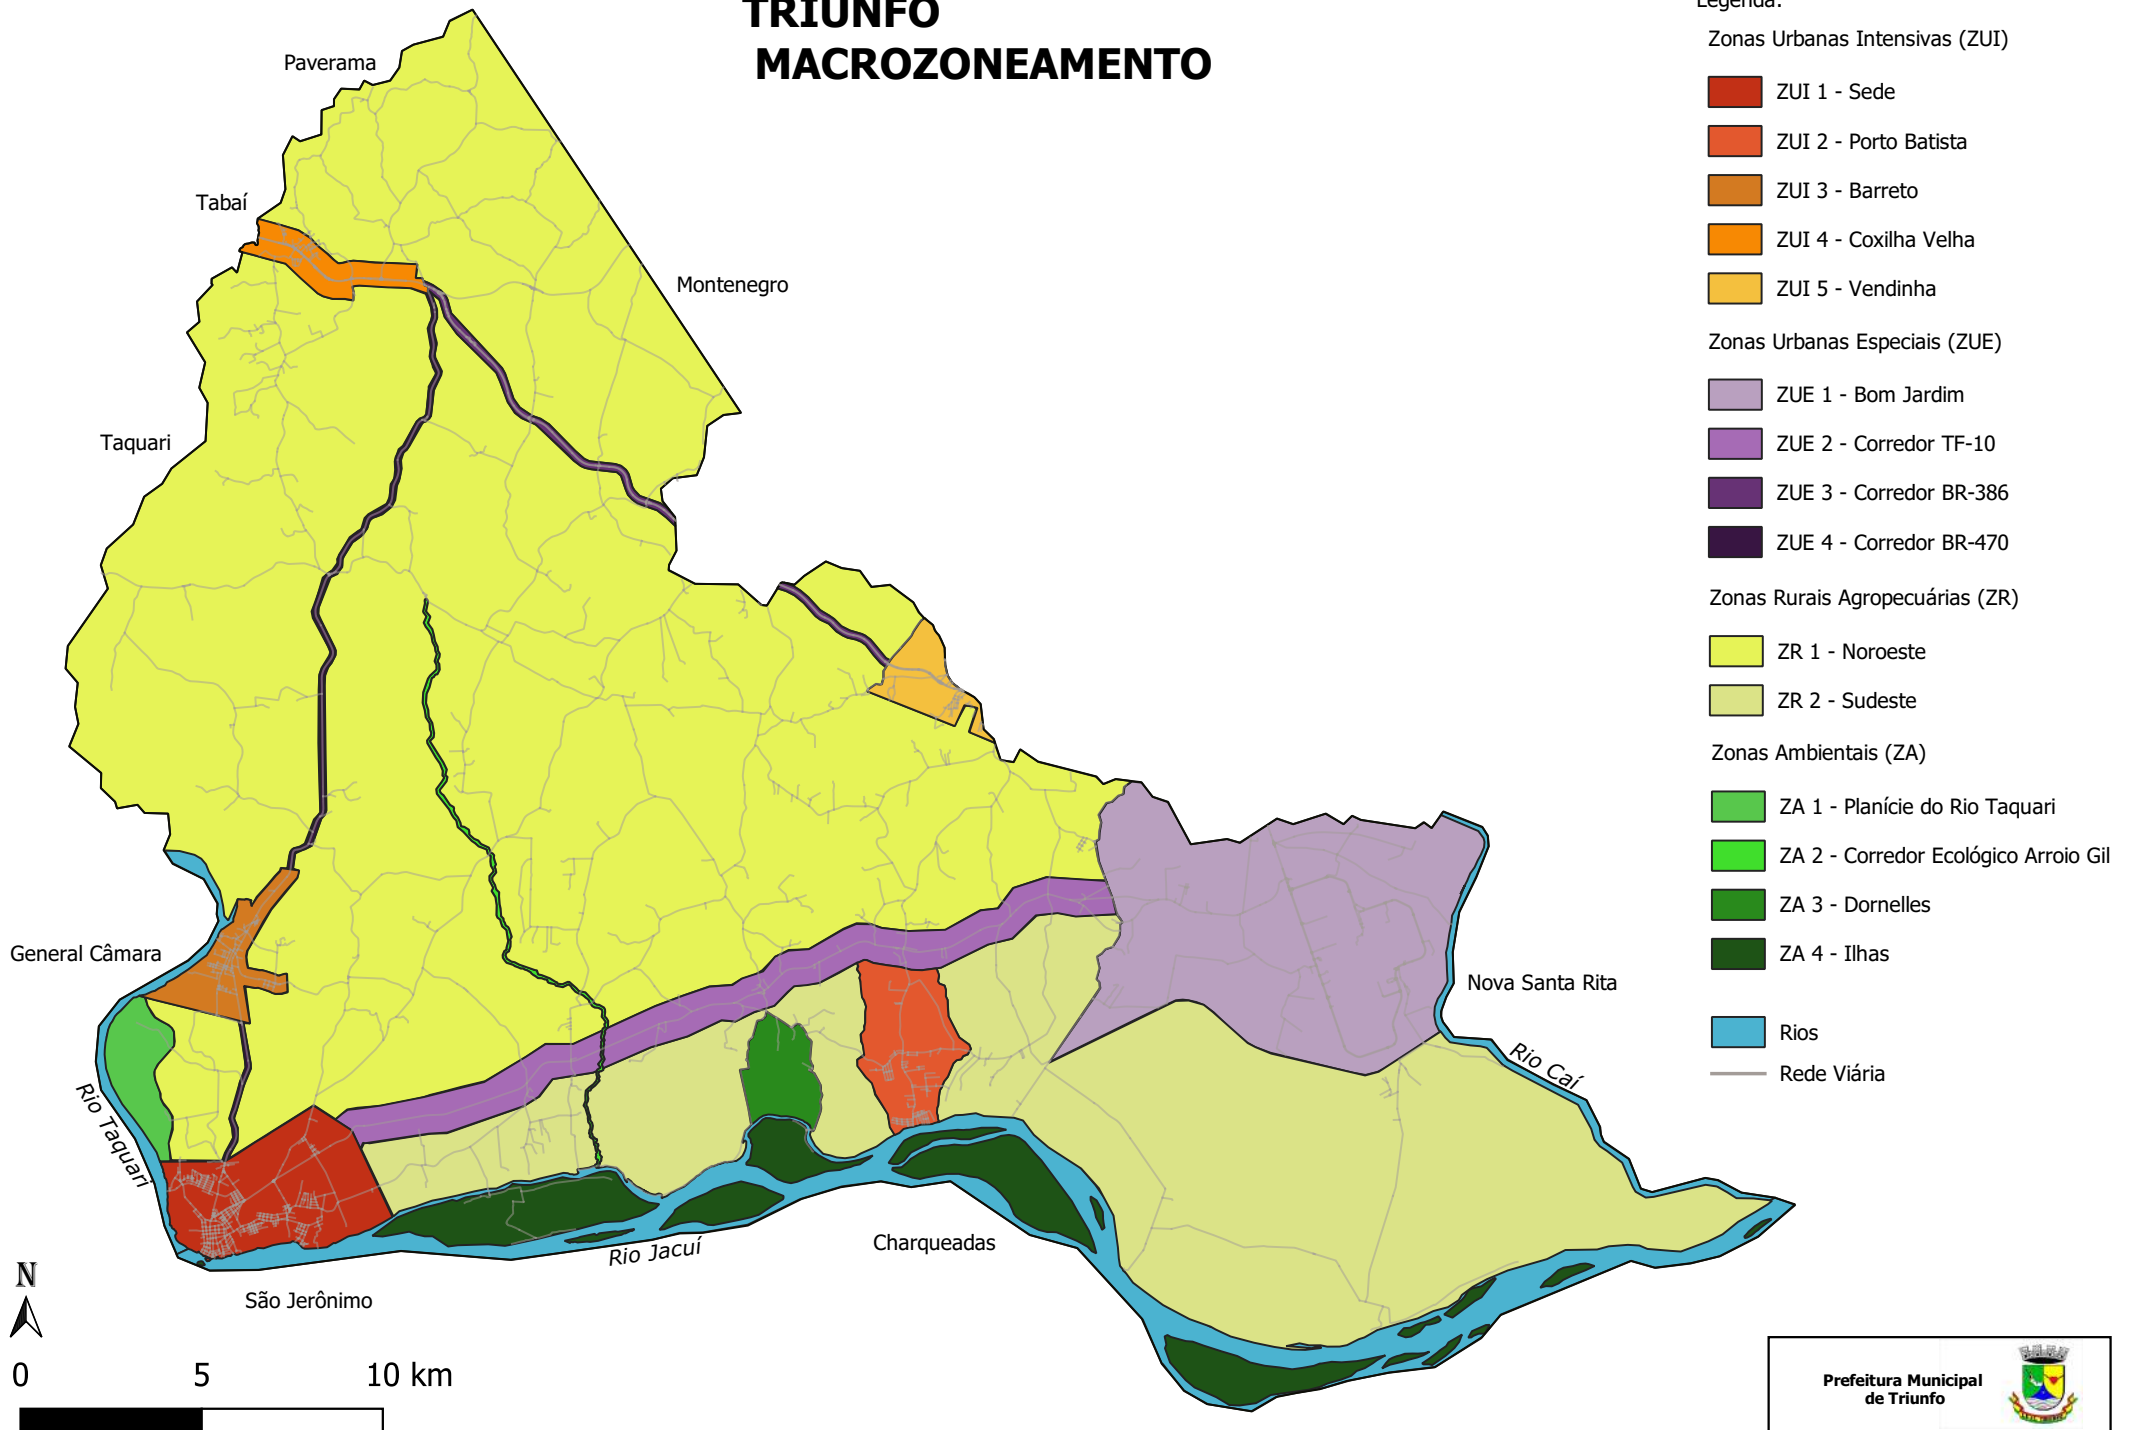 TRIUNFO
MACROZONEAMENTO
Legenda:
Zonas Urbanas Intensivas (ZUI)
ZUI 1 - Sede
ZUI 2 - Porto Batista
ZUI 3 - Barreto
ZUI 4 - Coxilha Velha
ZUI 5 - Vendinha
Zonas Urbanas Especiais (ZUE)
ZUE 1 - Bom Jardim
ZUE 2 - Corredor TF-10
ZUE 3 - Corredor BR-386
ZUE 4 - Corredor BR-470
Zonas Rurais Agropecuárias (ZR)
ZR 1 - Noroeste
ZR 2 - Sudeste
Zonas Ambientais (ZA)
ZA 1 - Planície do Rio Taquari
ZA 2 - Corredor Ecológico Arroio Gil
ZA 3 - Dornelles
ZA 4 - Ilhas
Rios
Rede Viária
Paverama
Tabaí
Montenegro
Taquari
General Câmara
Nova Santa Rita
Rio Caí
Rio Taquari
Rio Jacuí
Charqueadas
São Jerônimo
N
0 5 10 km
Prefeitura Municipal
de Triunfo